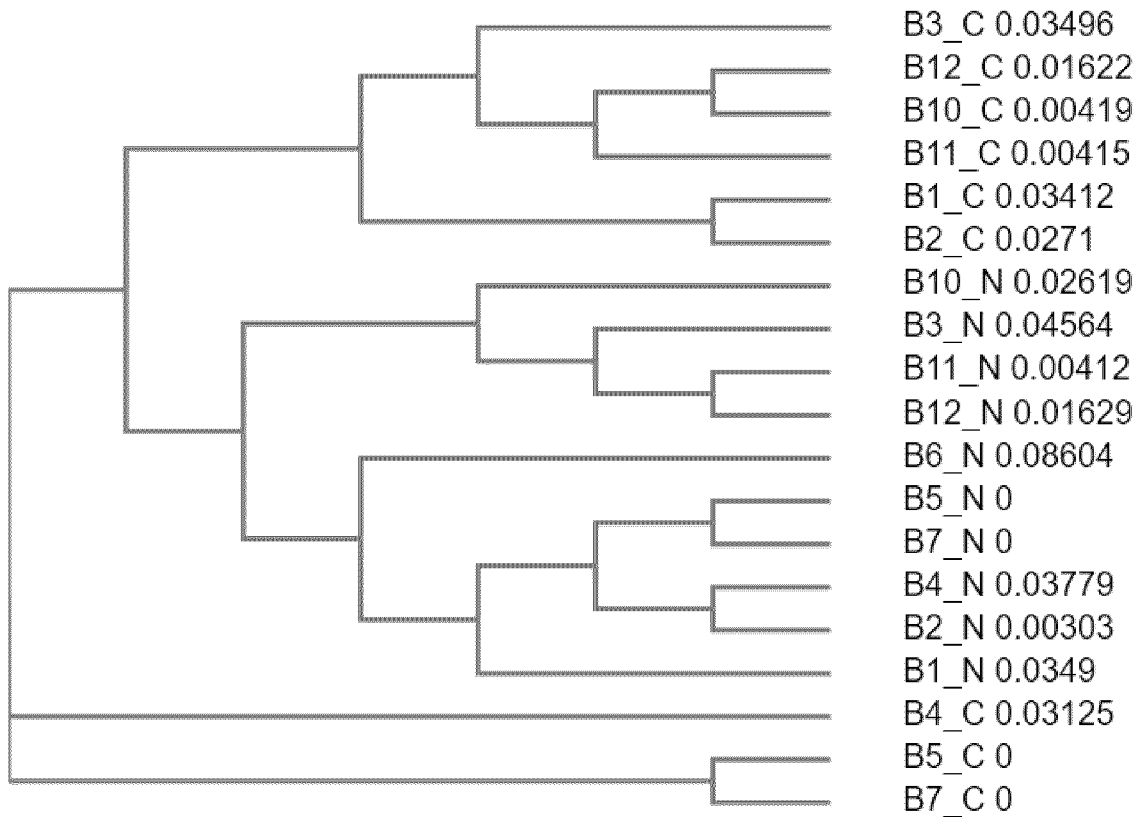 B3_C 0.03496
B12_C 0.01622
B10_C 0.00419
B11_C 0.00415
B1_C 0.03412
B2_C 0.0271
B10_N 0.02619
B3_N 0.04564
B11_N 0.00412
B12_N 0.01629
B6_N 0.08604
B5_N 0
B7_N 0
B4_N 0.03779
B2_N 0.00303
B1_N 0.0349
B4_C 0.03125
B5_C 0
B7_C 0